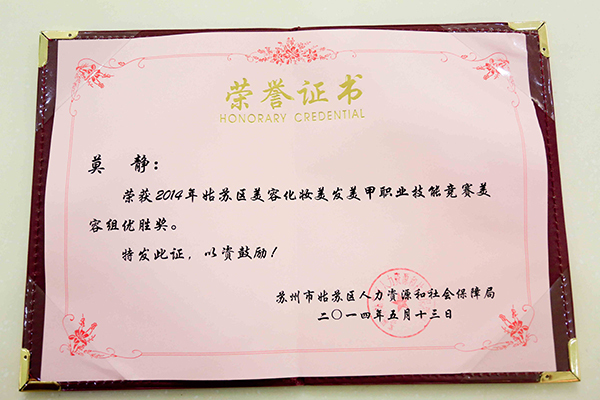 荣誉证书
HONORARY CREDENTIAL
莫 静：
荣获2014年姑苏区美容化妆美发美甲职业技能竞赛美
容组优胜奖。
特发此证，以资鼓励！
苏州市姑苏区人力资源和社会保障局
二〇一四年五月十三日